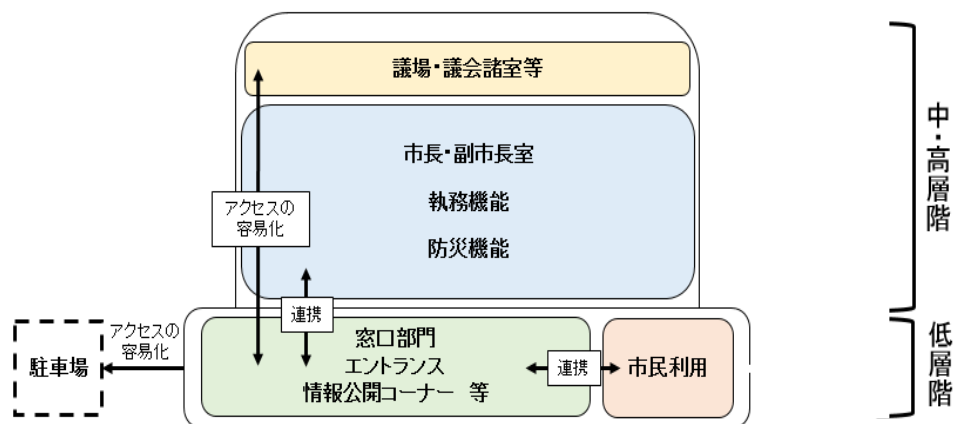 議場・議会諸室等
市長・副市長室
執務機能
防災機能
アクセスの
容易化
中・高層階
連携
窓口部門
エントランス
情報公開コーナー 等
連携
市民利用
アクセスの
容易化
駐車場
低層階